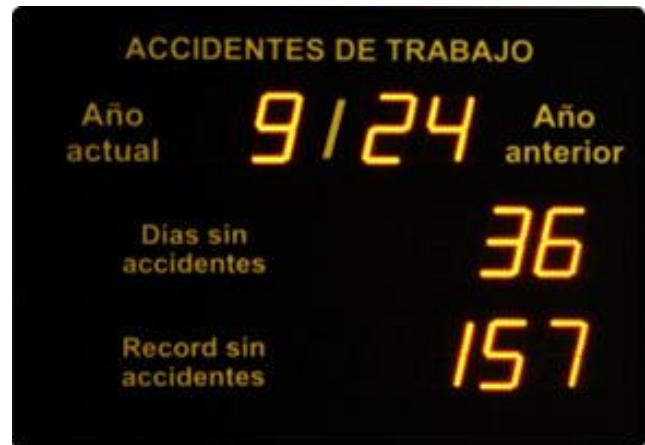 ACCIDENTES DE TRABAJO
Año actual 9 / 24 Año anterior
Días sin accidentes 36
Record sin accidentes 157